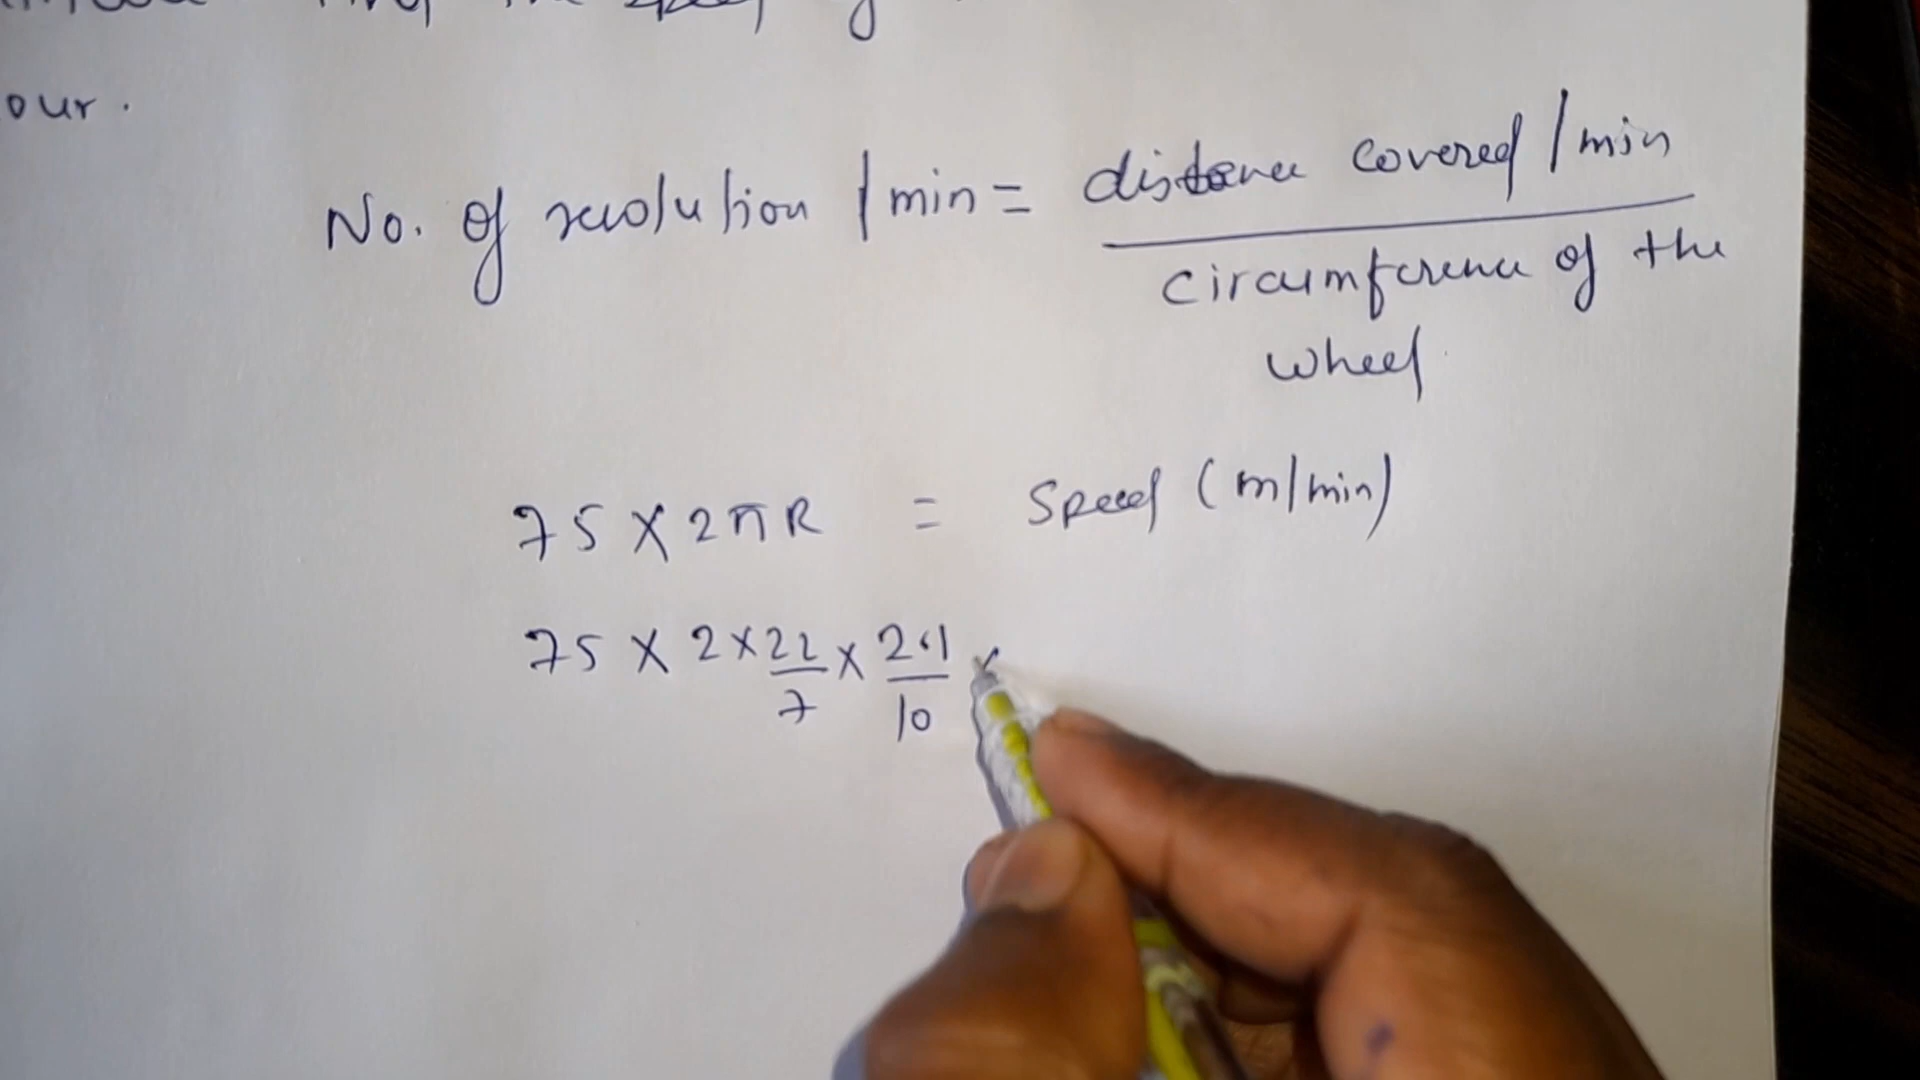 the
our.
No. of revolution / min = distance covered / min
circumference of the
wheel
75 X 2πR = Speed (m/min)
75 X 2 X 22/7 X 2.1/10 x